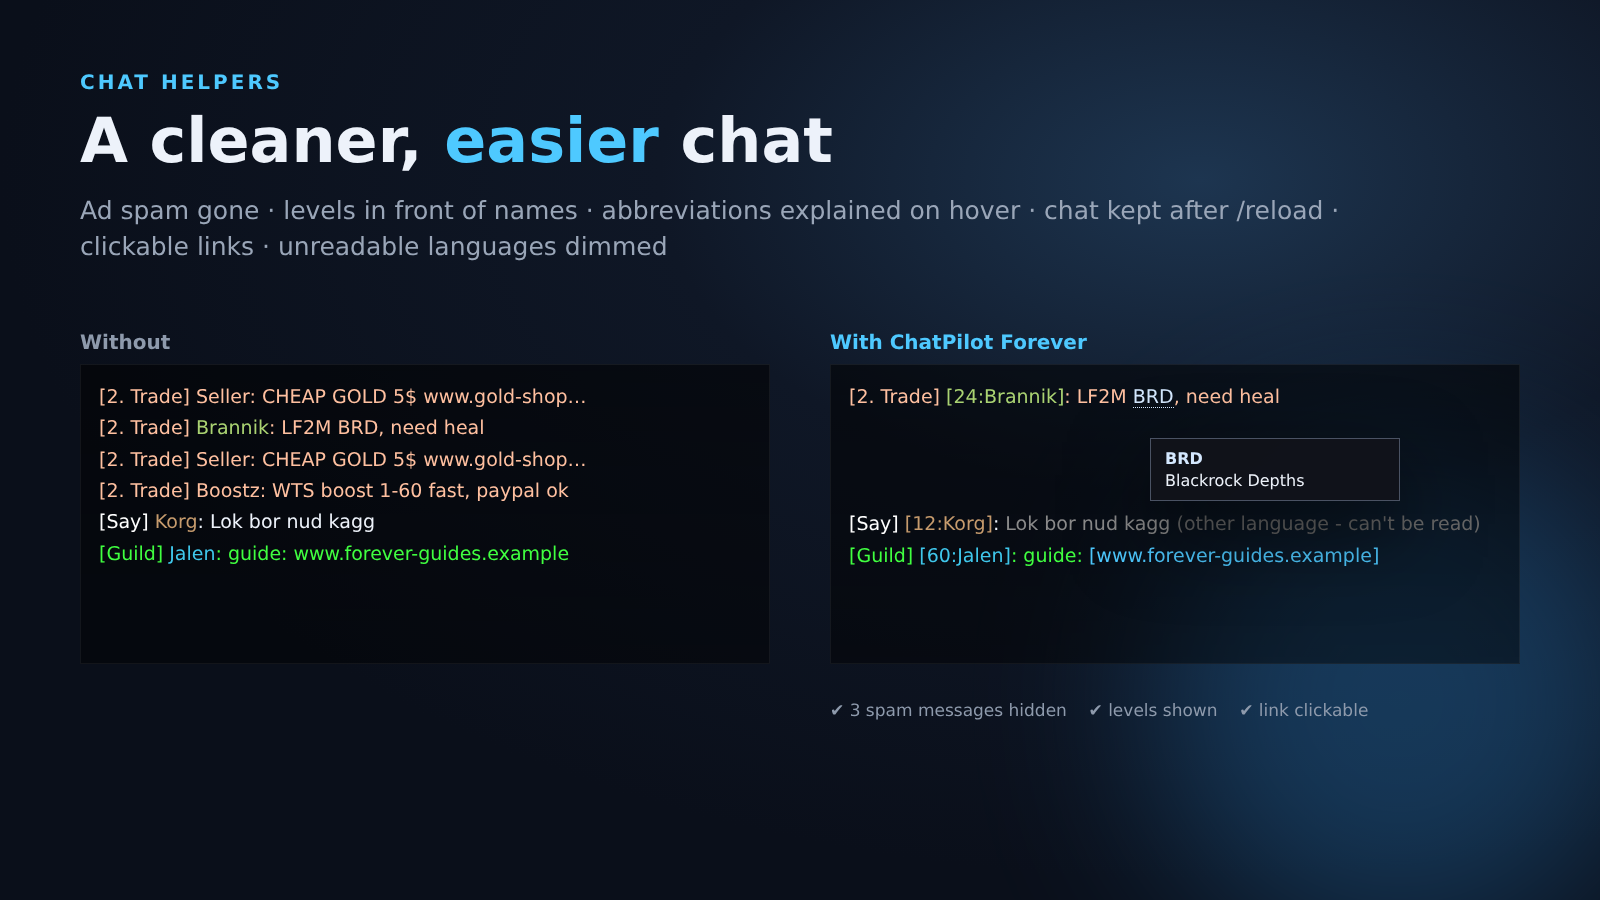 CHAT HELPERS
A cleaner, easier chat
Ad spam gone · levels in front of names · abbreviations explained on hover · chat kept after /reload ·
clickable links · unreadable languages dimmed
Without
[2. Trade] Seller: CHEAP GOLD 5$ www.gold-shop…
[2. Trade] Brannik: LF2M BRD, need heal
[2. Trade] Seller: CHEAP GOLD 5$ www.gold-shop…
[2. Trade] Boostz: WTS boost 1-60 fast, paypal ok
[Say] Korg: Lok bor nud kagg
[Guild] Jalen: guide: www.forever-guides.example
With ChatPilot Forever
[2. Trade] [24:Brannik]: LF2M BRD, need heal
BRD
Blackrock Depths
[Say] [12:Korg]: Lok bor nud kagg (other language - can't be read)
[Guild] [60:Jalen]: guide: [www.forever-guides.example]
✔ 3 spam messages hidden ✔ levels shown ✔ link clickable